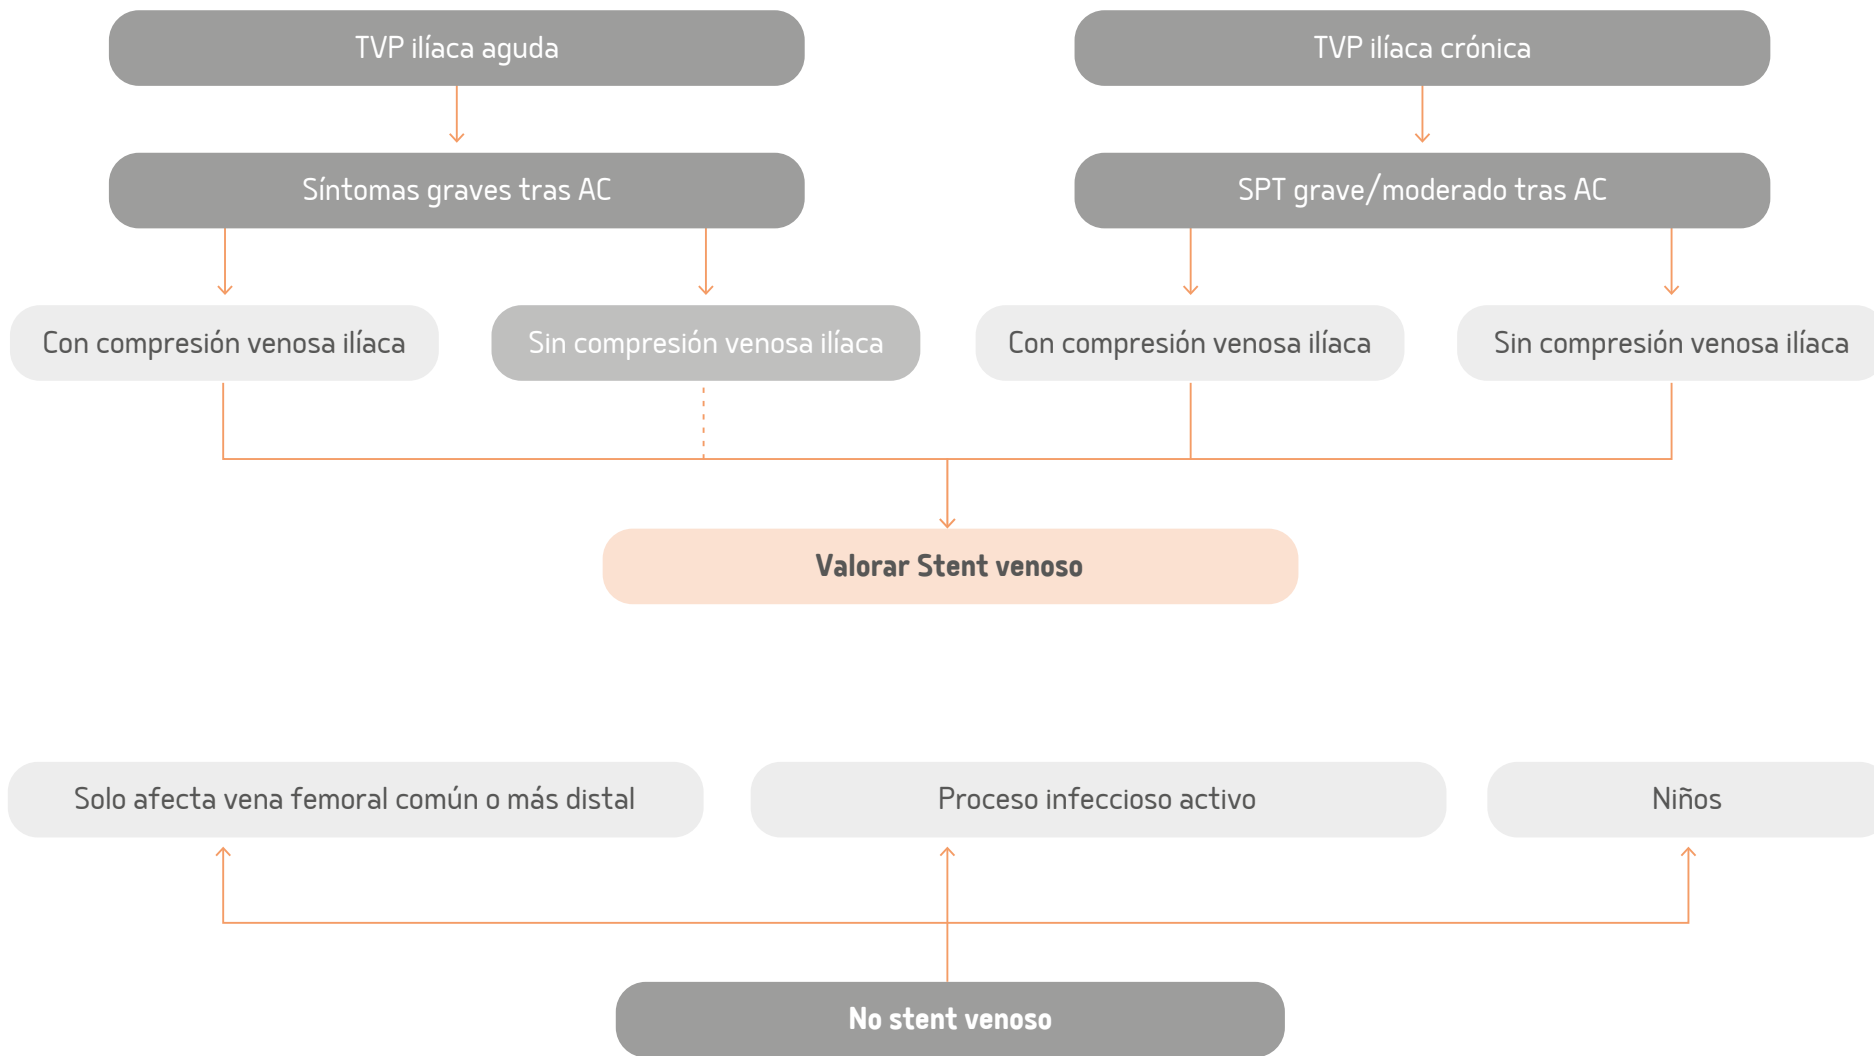 TVP ilíaca aguda
TVP ilíaca crónica
Síntomas graves tras AC
SPT grave/moderado tras AC
Con compresión venosa ilíaca
Sin compresión venosa ilíaca
Con compresión venosa ilíaca
Sin compresión venosa ilíaca
Valorar Stent venoso
Solo afecta vena femoral común o más distal
Proceso infeccioso activo
Niños
No stent venoso